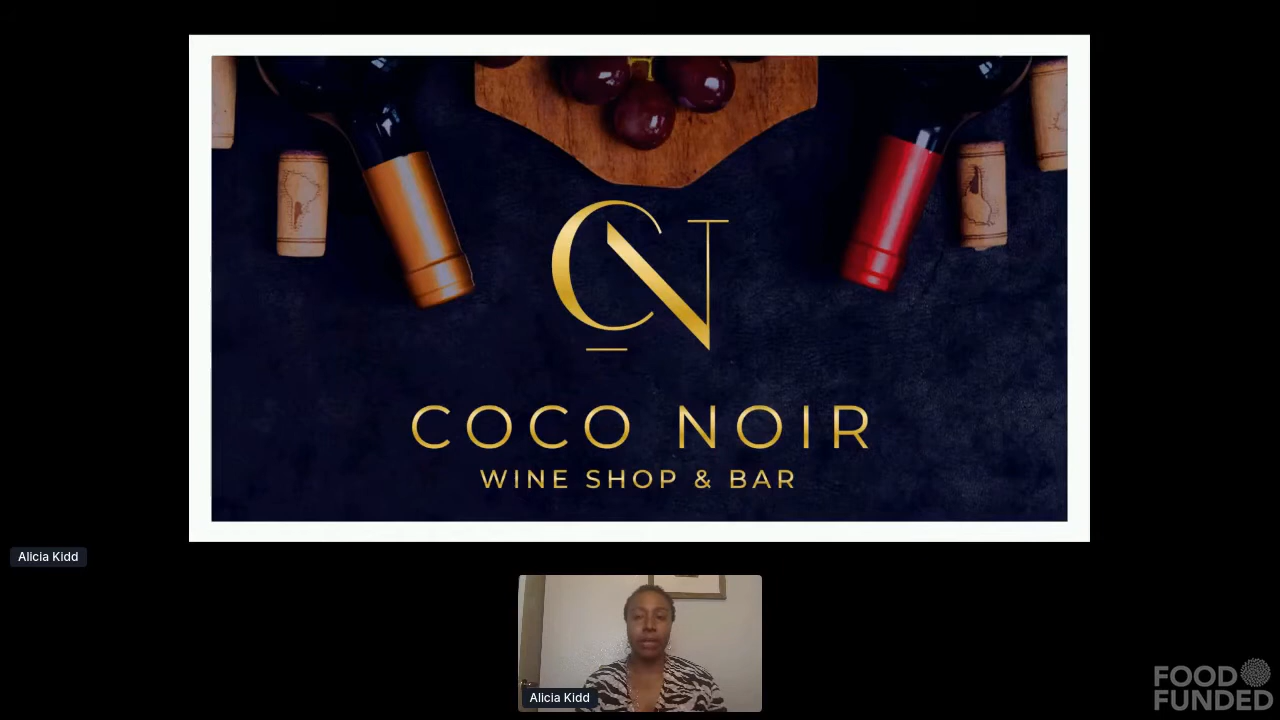 CN
COCO NOIR
WINE SHOP & BAR
Alicia Kidd
Alicia Kidd
FOOD
FUNDED